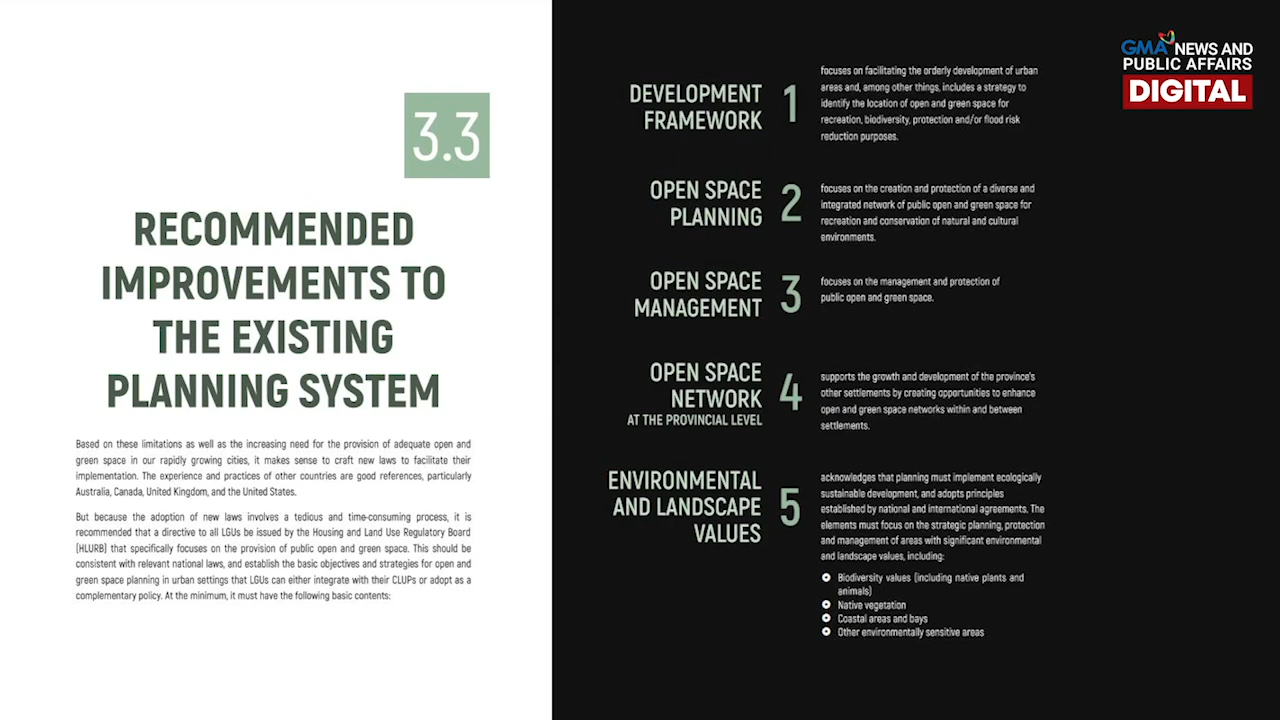 3.3
RECOMMENDED
IMPROVEMENTS TO
THE EXISTING
PLANNING SYSTEM
Based on these limitations as well as the increasing need for the provision of adequate open and
green space in our rapidly growing cities, it makes sense to craft new laws to facilitate their
implementation. The experience and practices of other countries are good references, particularly
Australia, Canada, United Kingdom, and the United States.
But because the adoption of new laws involves a tedious and time-consuming process, it is
recommended that a directive to all LGUs be issued by the Housing and Land Use Regulatory Board
(HLURB) that specifically focuses on the provision of public open and green space. This should be
consistent with relevant national laws, and establish the basic objectives and strategies for open and
green space planning in urban settings that LGUs can either integrate with their CLUPs or adopt as a
complementary policy. At the minimum, it must have the following basic contents:
DEVELOPMENT
FRAMEWORK
1
focuses on facilitating the orderly development of urban
areas and, among other things, includes a strategy to
identify the location of open and green space for
recreation, biodiversity, protection and/or flood risk
reduction purposes.
OPEN SPACE
PLANNING
2
focuses on the creation and protection of a diverse and
integrated network of public open and green space for
recreation and conservation of natural and cultural
environments.
OPEN SPACE
MANAGEMENT
3
focuses on the management and protection of
public open and green space.
OPEN SPACE
NETWORK
AT THE PROVINCIAL LEVEL
4
supports the growth and development of the province's
other settlements by creating opportunities to enhance
open and green space networks within and between
settlements.
ENVIRONMENTAL
AND LANDSCAPE
VALUES
5
acknowledges that planning must implement ecologically
sustainable development, and adopts principles
established by national and international agreements. The
elements must focus on the strategic planning, protection
and management of areas with significant environmental
and landscape values, including:
Biodiversity values (including native plants and
animals)
Native vegetation
Coastal areas and bays
Other environmentally sensitive areas
GMA NEWS AND
PUBLIC AFFAIRS
DIGITAL